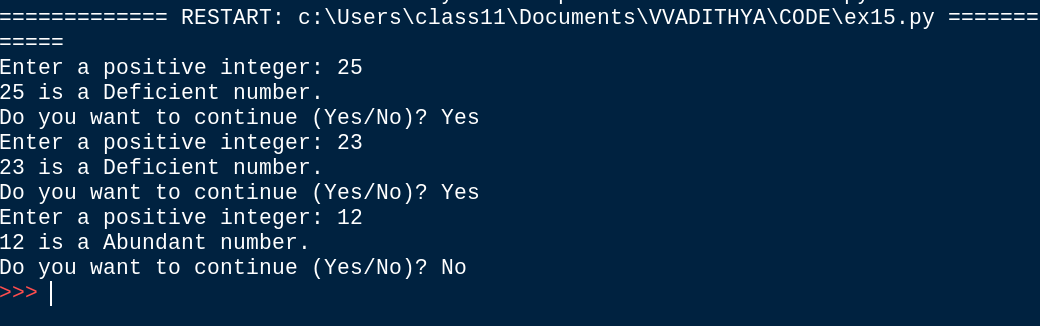 ============= RESTART: c:\Users\class11\Documents\VVADITHYA\CODE\ex15.py =======
=====
Enter a positive integer: 25
25 is a Deficient number.
Do you want to continue (Yes/No)? Yes
Enter a positive integer: 23
23 is a Deficient number.
Do you want to continue (Yes/No)? Yes
Enter a positive integer: 12
12 is a Abundant number.
Do you want to continue (Yes/No)? No
>>>